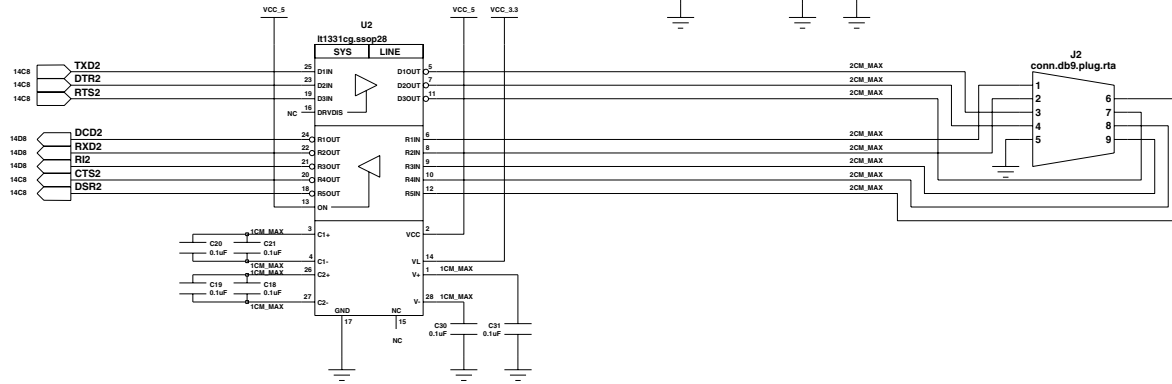 VCC_5 VCC_5 VCC_3.3
U2
lt1331cg.ssop28
SYS LINE
J2
conn.db9.plug.rta
14C8 TXD2 25 D1IN D1OUT 5 2CM_MAX
14C8 DTR2 23 D2IN D2OUT 7 2CM_MAX
14C8 RTS2 19 D3IN D3OUT 11 2CM_MAX
NC 16 DRVDIS
1 6
2 7
3 8
4 9
5
14D8 DCD2 24 R1OUT R1IN 6 2CM_MAX
14D8 RXD2 22 R2OUT R2IN 8 2CM_MAX
14D8 RI2 21 R3OUT R3IN 9 2CM_MAX
14C8 CTS2 20 R4OUT R4IN 10 2CM_MAX
14C8 DSR2 18 R5OUT R5IN 12 2CM_MAX
13 ON
1CM_MAX 3 C1+ VCC 2
C20 C21
0.1uF 0.1uF
1CM_MAX 4 C1- VL 14
1CM_MAX 26 C2+ V+ 1 1CM_MAX
C19 C18
0.1uF 0.1uF
1CM_MAX 27 C2- V- 28 1CM_MAX
GND NC
17 15
NC
C30 C31
0.1uF 0.1uF